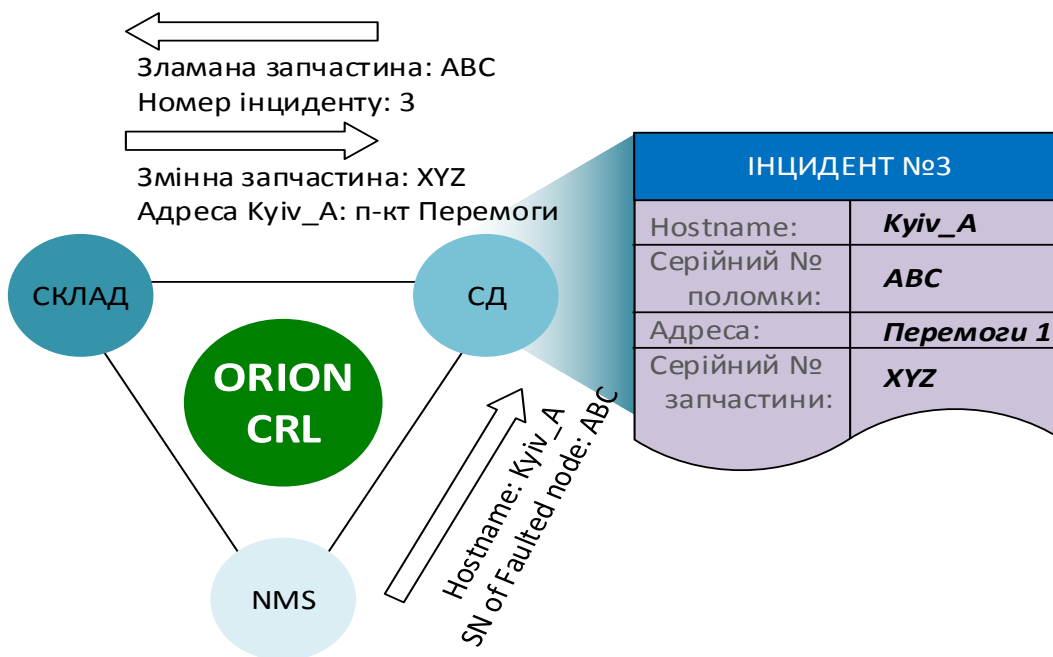 Зламана запчастина: ABC
Номер інциденту: 3
Змінна запчастина: XYZ
Адреса Kyiv_A: п-кт Перемоги
ІНЦИДЕНТ №3
Hostname:
Kyiv_A
Серійний №
поломки:
ABC
Адреса:
Перемоги 1
Серійний №
запчастини:
XYZ
СКЛАД
СД
ORION
CRL
Hostname: Kyiv_A
SN of Faulted node: ABC
NMS